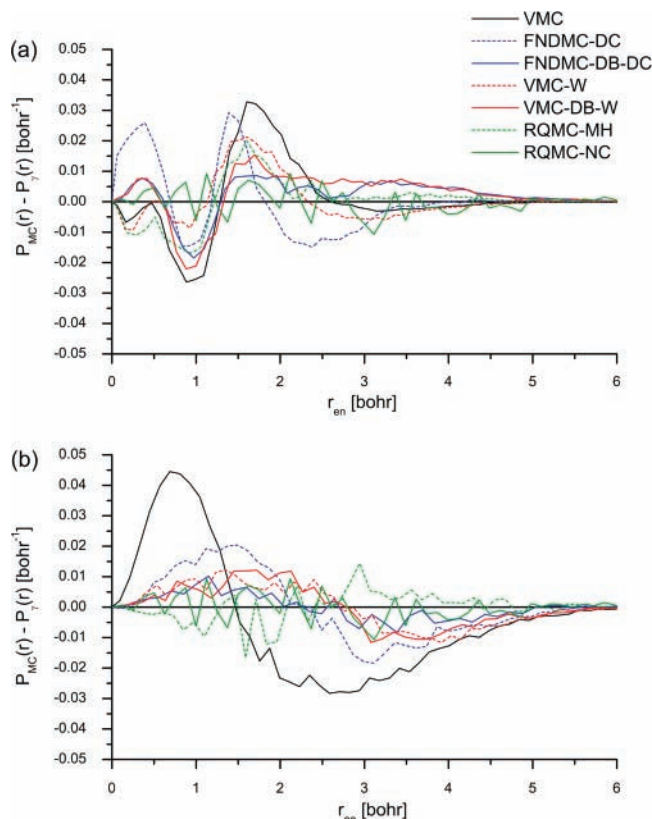 VMC
FNDMC-DC
FNDMC-DB-DC
VMC-W
VMC-DB-W
RQMC-MH
RQMC-NC
(a)
0.05
0.04
0.03
0.02
0.01
0.00
-0.01
-0.02
-0.03
-0.04
-0.05
P_MC(r) - P_7(r) [bohr⁻¹]
0 1 2 3 4 5 6
r_en [bohr]
(b)
0.05
0.04
0.03
0.02
0.01
0.00
-0.01
-0.02
-0.03
-0.04
-0.05
P_MC(r) - P_7(r) [bohr⁻¹]
0 1 2 3 4 5 6
[bohr]